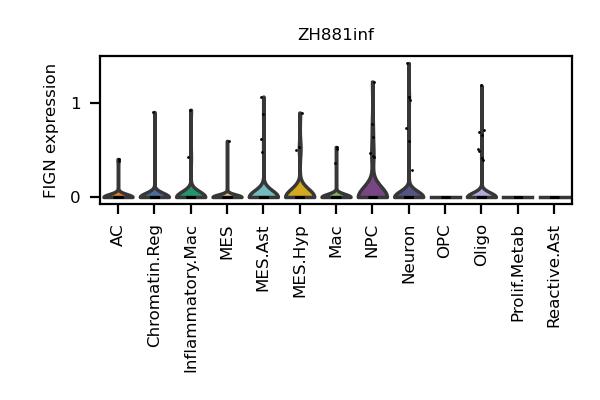 ZH881inf
FIGN expression
1
0
AC
Chromatin.Reg
Inflammatory.Mac
MES
MES.Ast
MES.Hyp
Mac
NPC
Neuron
OPC
Oligo
Prolif.Metab
Reactive.Ast